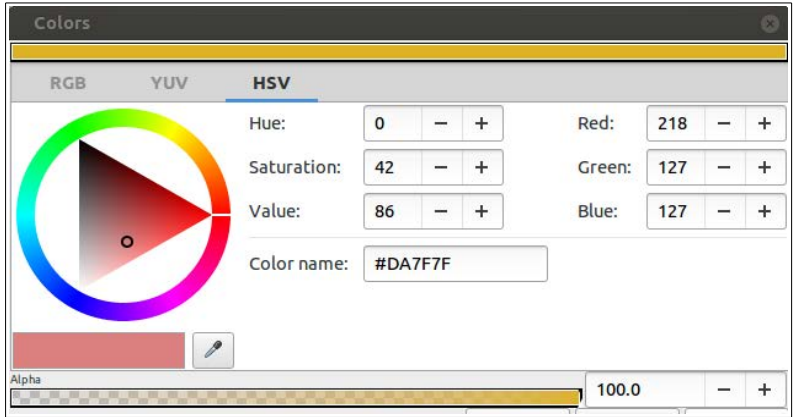 Colors
RGB YUV HSV
Hue: 0 − + Red: 218 − +
Saturation: 42 − + Green: 127 − +
Value: 86 − + Blue: 127 − +
Color name: #DA7F7F
Alpha
100.0 − +